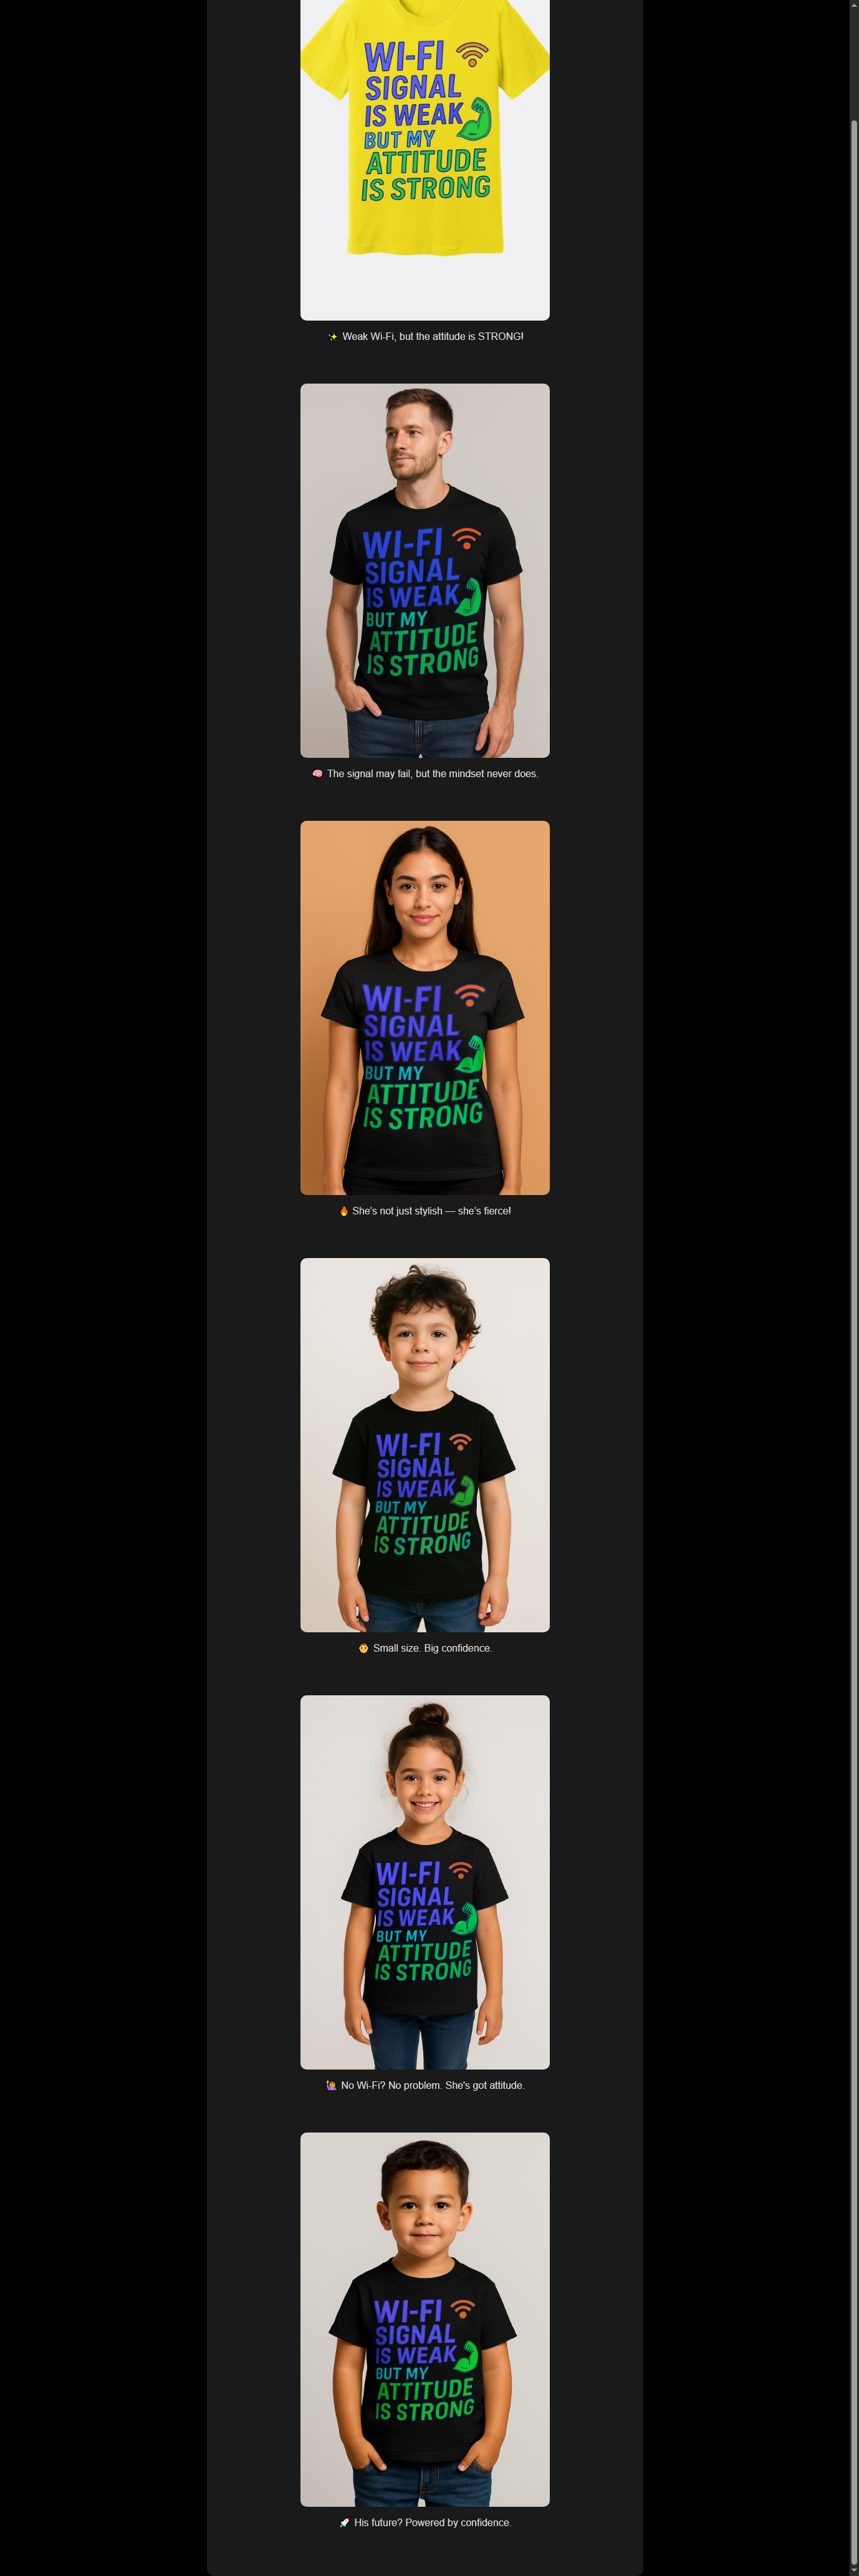 WI-FI
SIGNAL
IS WEAK
BUT MY
ATTITUDE
IS STRONG
✨ Weak Wi-Fi, but the attitude is STRONG!
WI-FI
SIGNAL
IS WEAK
BUT MY
ATTITUDE
IS STRONG
🧠 The signal may fail, but the mindset never does.
WI-FI
SIGNAL
IS WEAK
BUT MY
ATTITUDE
IS STRONG
🔥 She's not just stylish — she's fierce!
WI-FI
SIGNAL
IS WEAK
BUT MY
ATTITUDE
IS STRONG
👦 Small size. Big confidence.
WI-FI
SIGNAL
IS WEAK
BUT MY
ATTITUDE
IS STRONG
🙋‍♀️ No Wi-Fi? No problem. She's got attitude.
WI-FI
SIGNAL
IS WEAK
BUT MY
ATTITUDE
IS STRONG
🚀 His future? Powered by confidence.